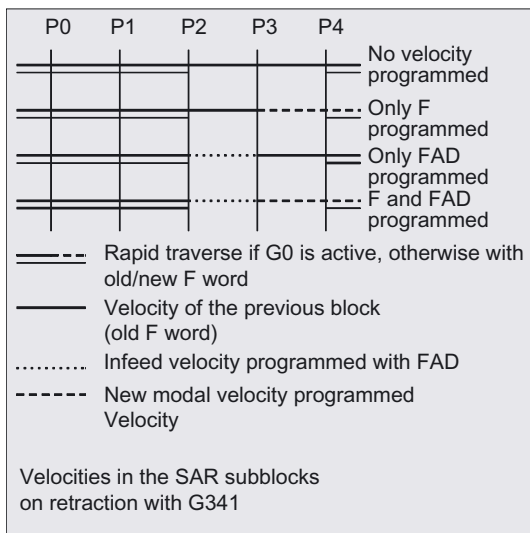 P0 P1 P2 P3 P4
No velocity
programmed
Only F
programmed
Only FAD
programmed
F and FAD
programmed
Rapid traverse if G0 is active, otherwise with
old/new F word
Velocity of the previous block
(old F word)
Infeed velocity programmed with FAD
New modal velocity programmed
Velocity
Velocities in the SAR subblocks
on retraction with G341